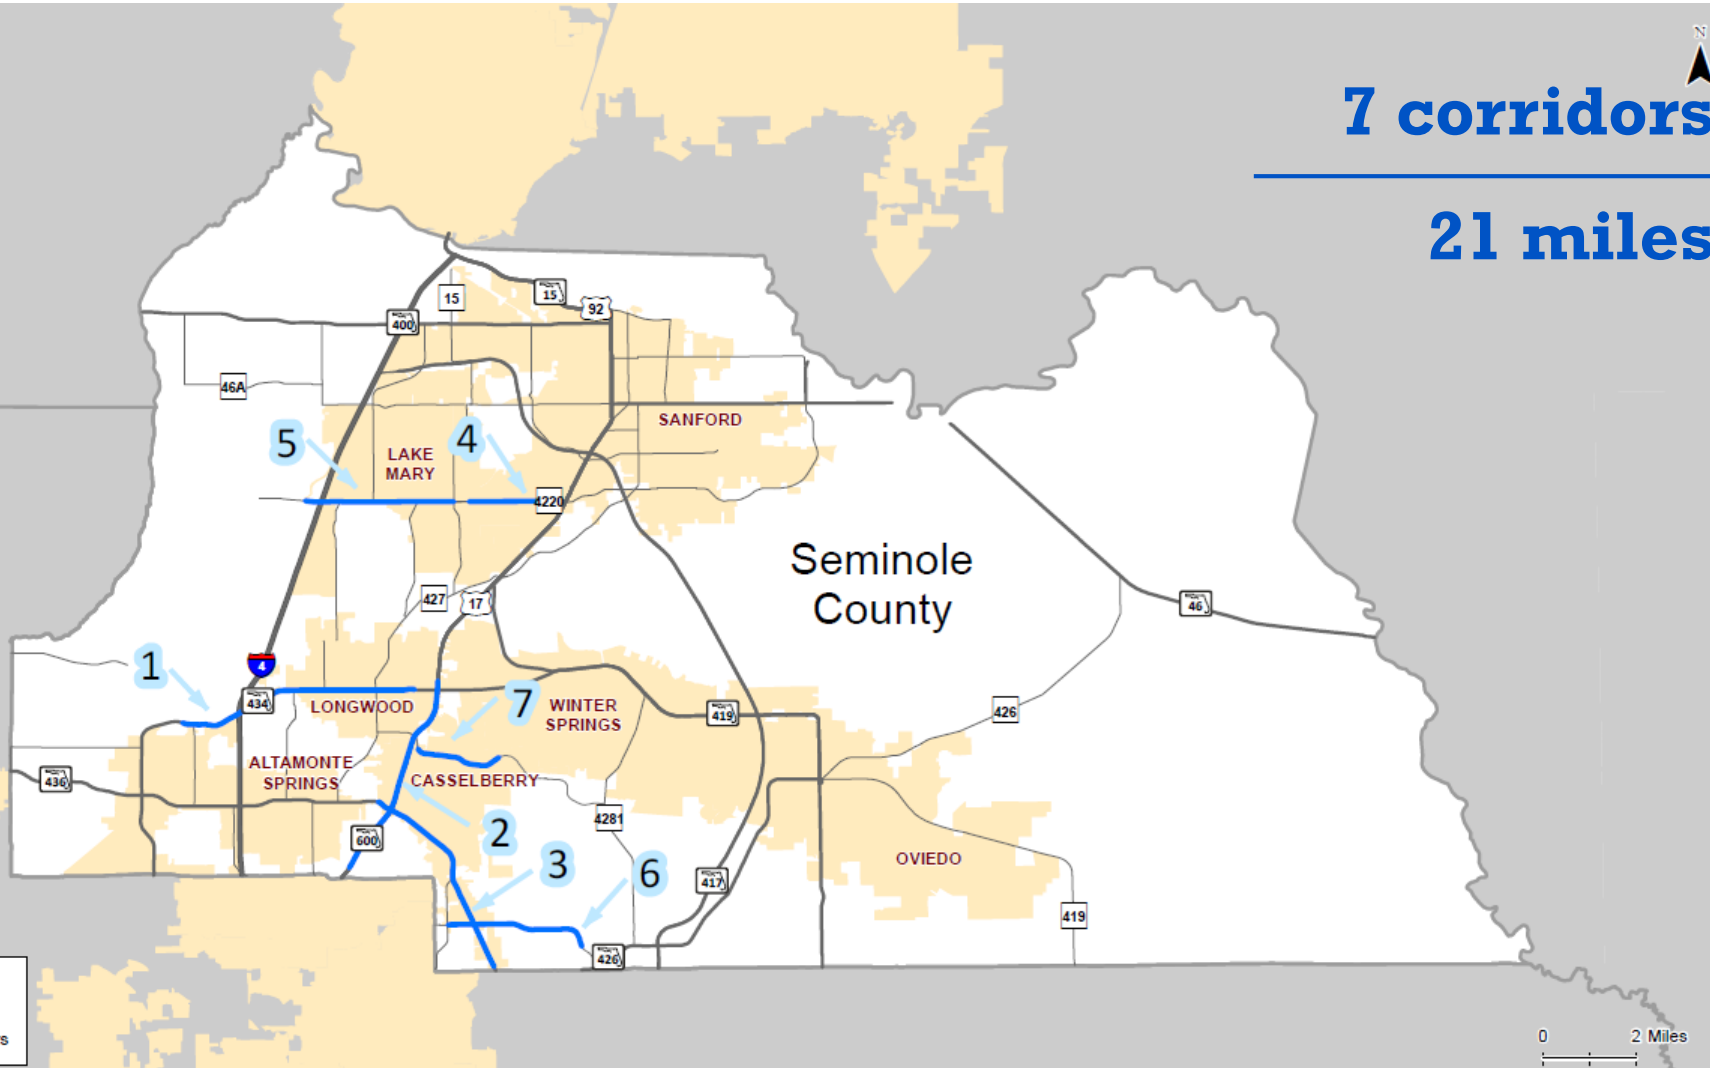 N
7 corridors
21 miles
15
15
92
400
46A
SANFORD
5
4
LAKE
MARY
4220
Seminole
County
427
17
46
1
4
434
LONGWOOD
7
WINTER
SPRINGS
419
426
ALTAMONTE
SPRINGS
436
CASSELBERRY
2
4281
600
3
6
OVIEDO
417
419
426
0
2 Miles
s